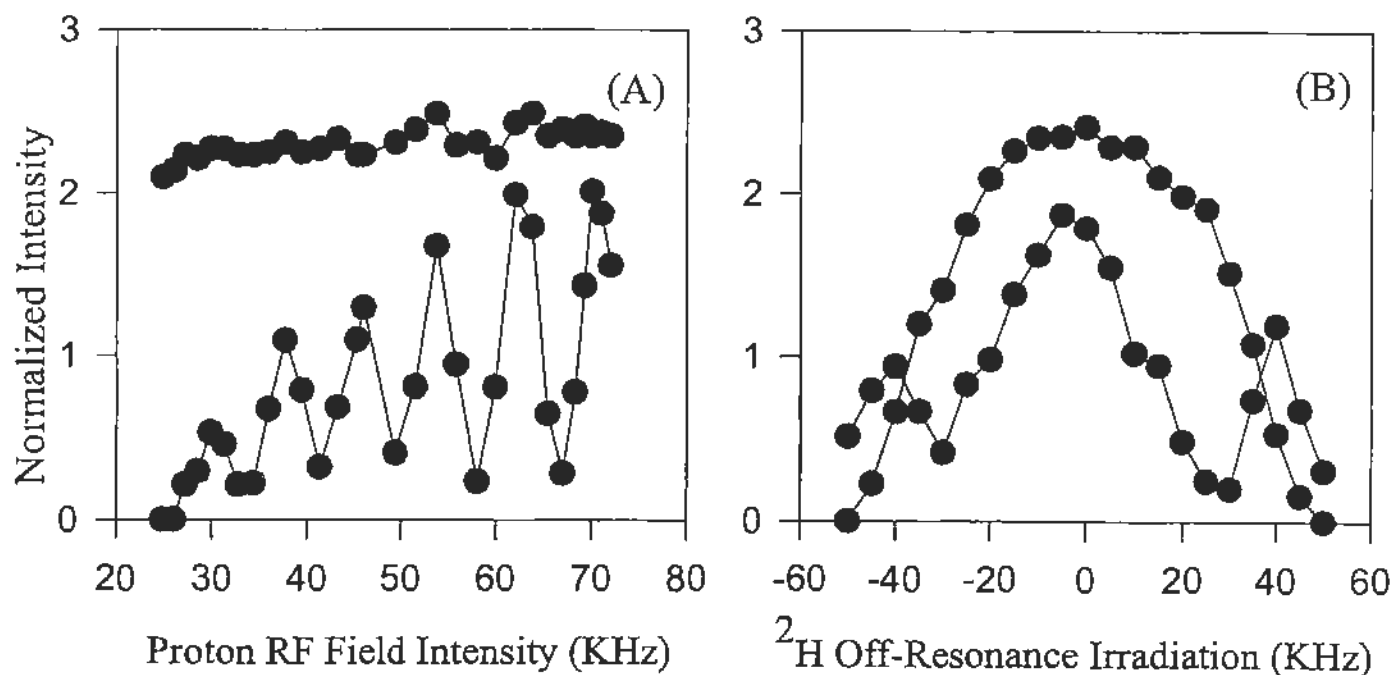 3
2
1
0
Normalized Intensity
(A)
20 30 40 50 60 70 80
Proton RF Field Intensity (KHz)
3
2
1
0
(B)
-60 -40 -20 0 20 40 60
²H Off-Resonance Irradiation (KHz)